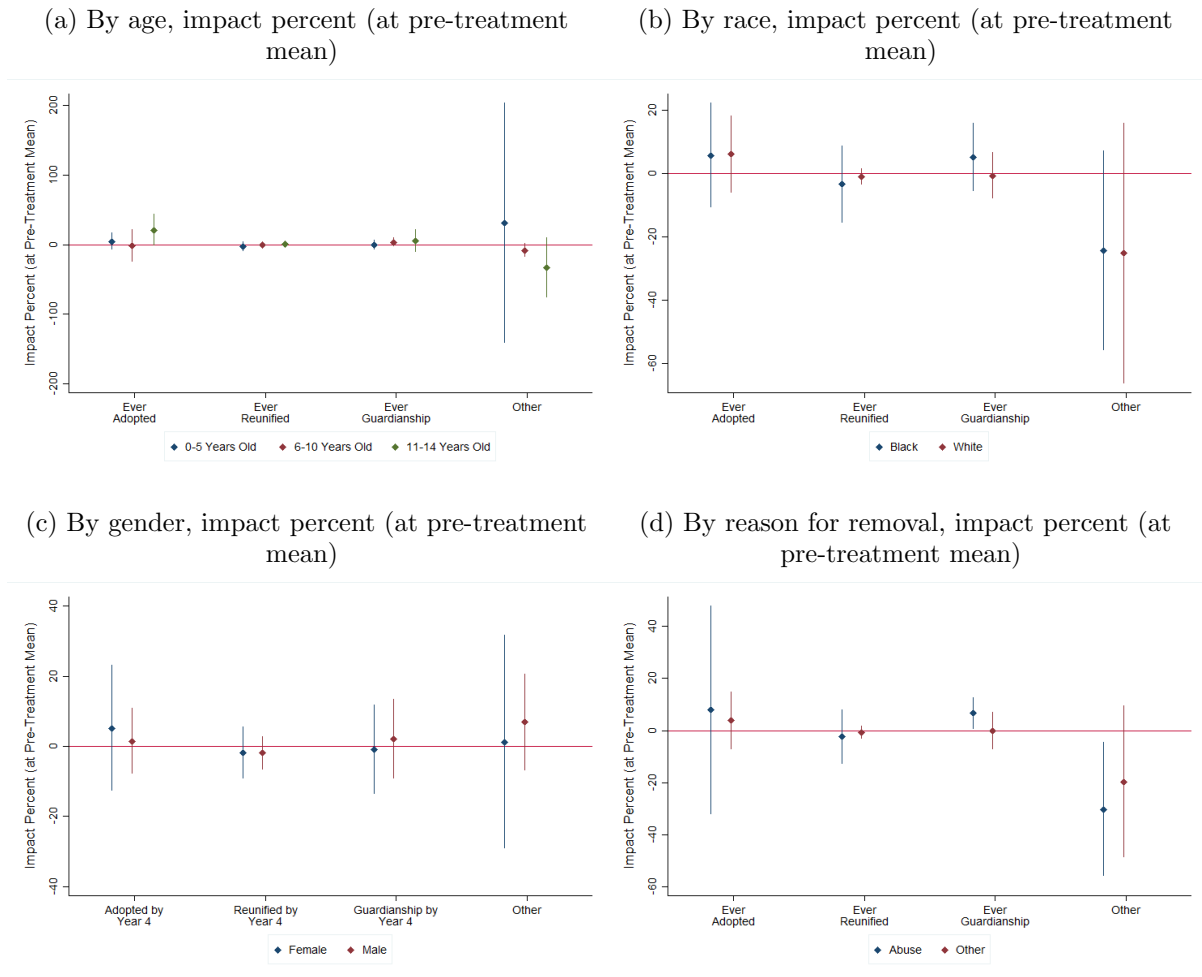 (a) By age, impact percent (at pre-treatment
mean)
Impact Percent (at Pre-Treatment Mean)
200
100
0
-100
-200
Ever
Adopted
Ever
Reunified
Ever
Guardianship
Other
0-5 Years Old 6-10 Years Old 11-14 Years Old
(b) By race, impact percent (at pre-treatment
mean)
Impact Percent (at Pre-Treatment Mean)
20
0
-20
-40
-60
Ever
Adopted
Ever
Reunified
Ever
Guardianship
Other
Black White
(c) By gender, impact percent (at pre-treatment
mean)
Impact Percent (at Pre-Treatment Mean)
40
20
0
-20
-40
Adopted by
Year 4
Reunified by
Year 4
Guardianship by
Year 4
Other
Female Male
(d) By reason for removal, impact percent (at
pre-treatment mean)
Impact Percent (at Pre-Treatment Mean)
40
20
0
-20
-40
-60
Ever
Adopted
Ever
Reunified
Ever
Guardianship
Other
Abuse Other